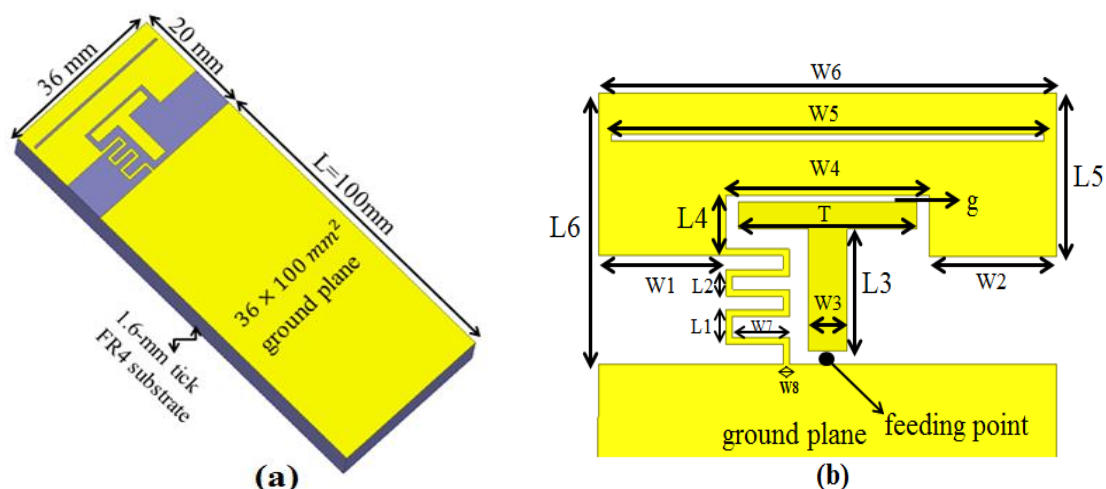 36 mm
20 mm
L=100mm
36 × 100 mm²
ground plane
1.6-mm tick
FR4 substrate
(a)
W6
W5
W4
g
L5
L4
T
L6
W1
L2
W3
L3
W2
L1
W7
W8
feeding point
ground plane
(b)